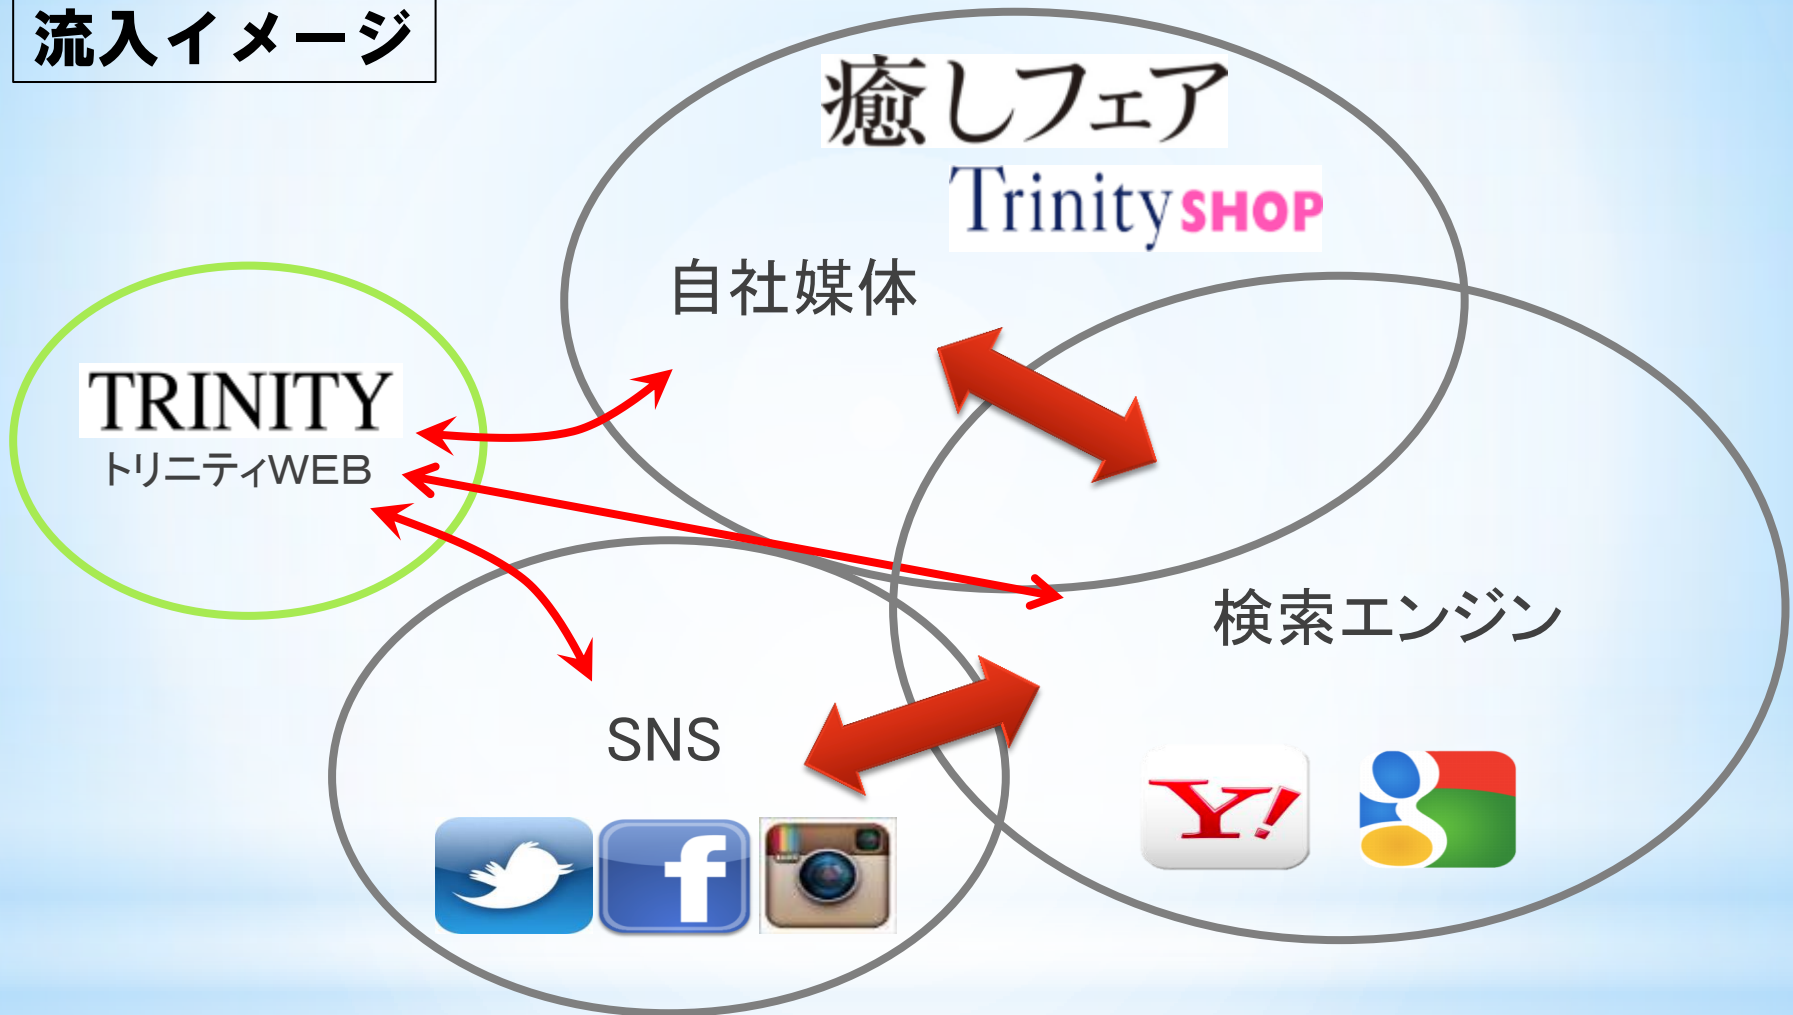 流入イメージ
癒しフェア
Trinity SHOP
自社媒体
TRINITY
トリニティWEB
検索エンジン
SNS
Y!
f